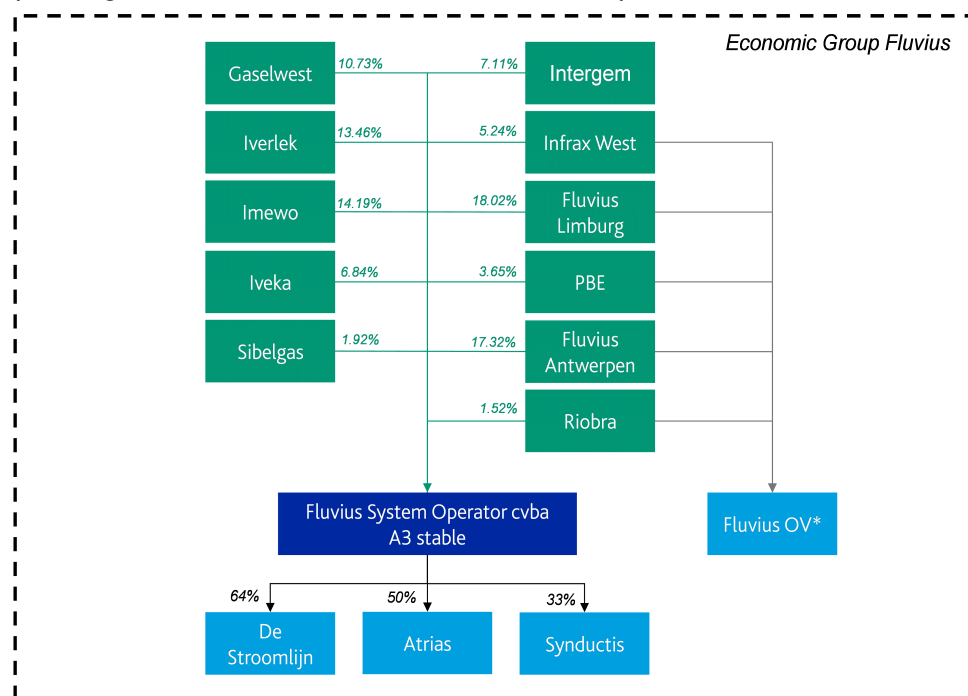 Economic Group Fluvius
Gaselwest 10.73% 7.11% Intergem
Iverlek 13.46% 5.24% Infrax West
Imewo 14.19% 18.02% Fluvius
Limburg
Iveka 6.84% 3.65% PBE
Sibelgas 1.92% 17.32% Fluvius
Antwerpen
1.52% Riobra
Fluvius System Operator cvba
A3 stable
Fluvius OV*
64% 50% 33%
De
Stroomlijn
Atrias
Synductis